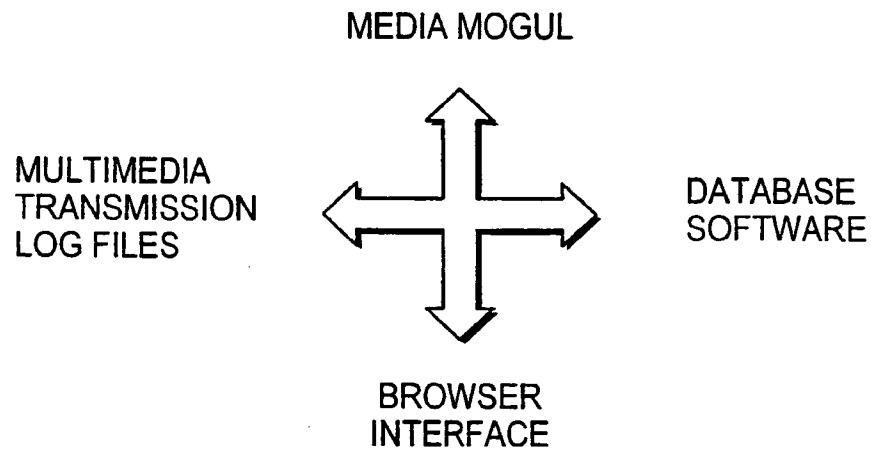 MEDIA MOGUL
MULTIMEDIA
TRANSMISSION
LOG FILES
DATABASE
SOFTWARE
BROWSER
INTERFACE